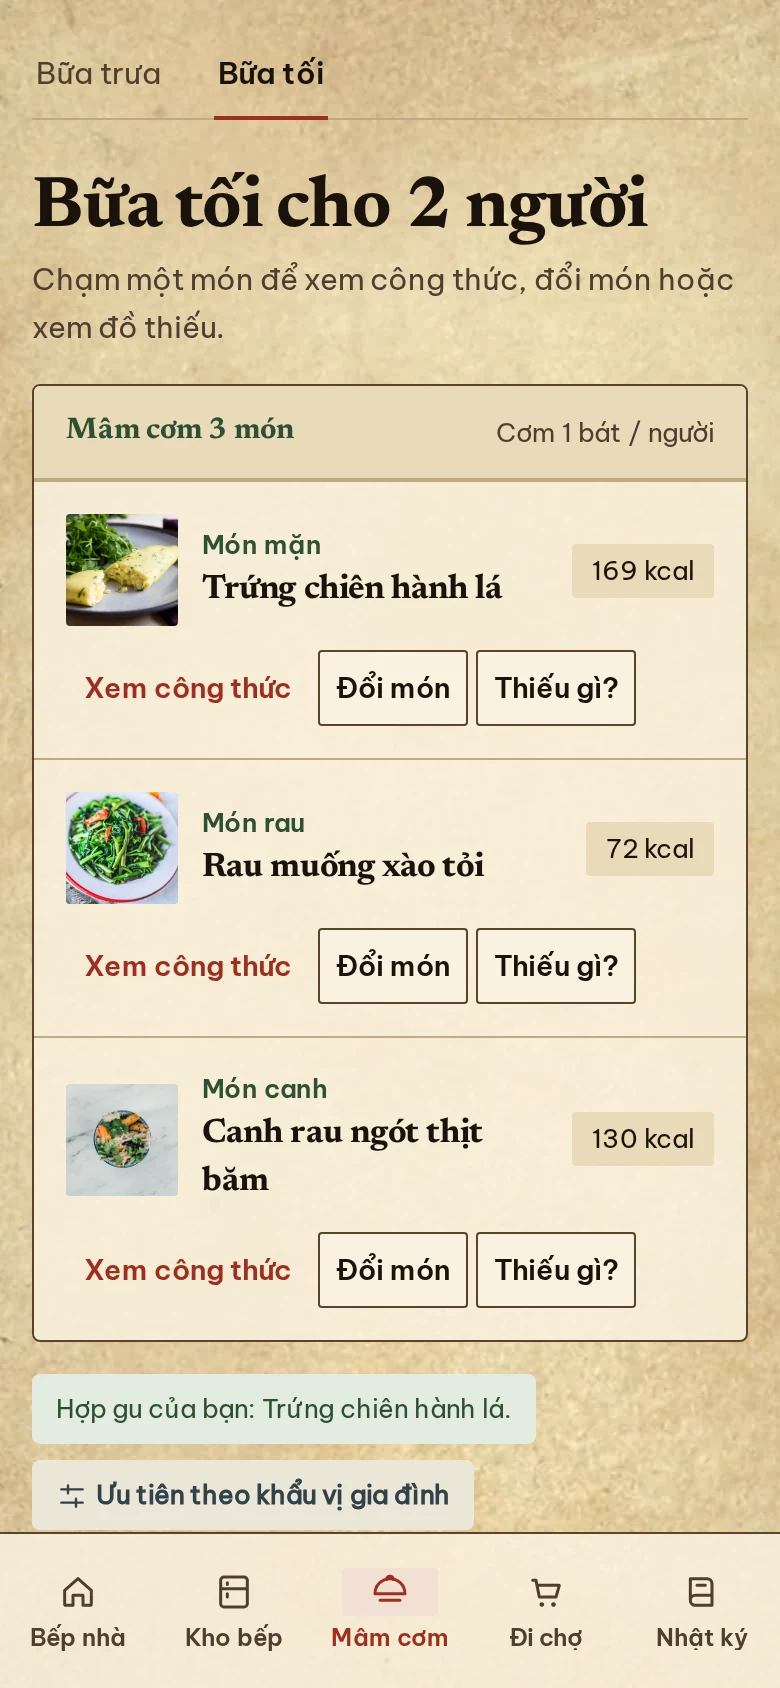 Bữa trưa
Bữa tối
Bữa tối cho 2 người
Chạm một món để xem công thức, đổi món hoặc
xem đồ thiếu.
Mâm cơm 3 món
Cơm 1 bát / người
Món mặn
Trứng chiên hành lá
169 kcal
Xem công thức
Đổi món
Thiếu gì?
Món rau
Rau muống xào tỏi
72 kcal
Xem công thức
Đổi món
Thiếu gì?
Món canh
Canh rau ngót thịt
băm
130 kcal
Xem công thức
Đổi món
Thiếu gì?
Hợp gu của bạn: Trứng chiên hành lá.
Ưu tiên theo khẩu vị gia đình
Bếp nhà
Kho bếp
Mâm cơm
Đi chợ
Nhật ký